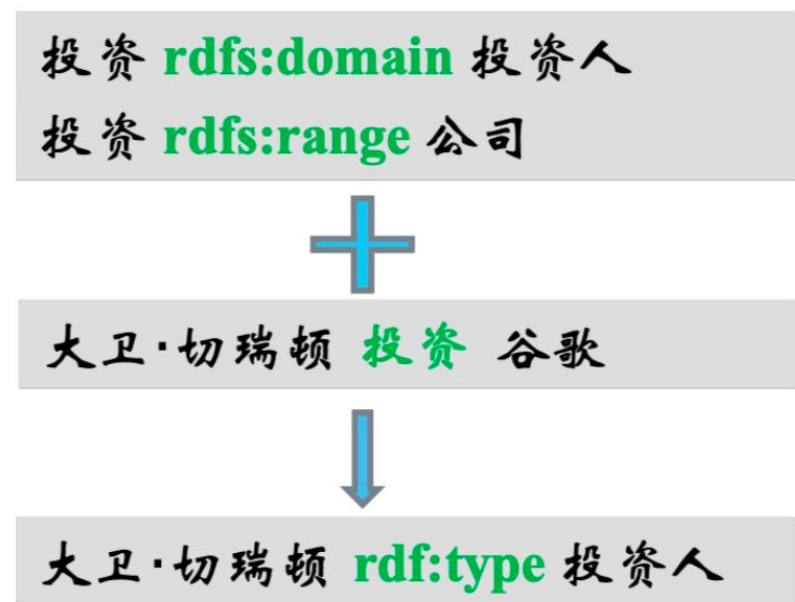 投资 rdfs:domain 投资人
投资 rdfs:range 公司
大卫·切瑞顿 投资 谷歌
大卫·切瑞顿 rdf:type 投资人